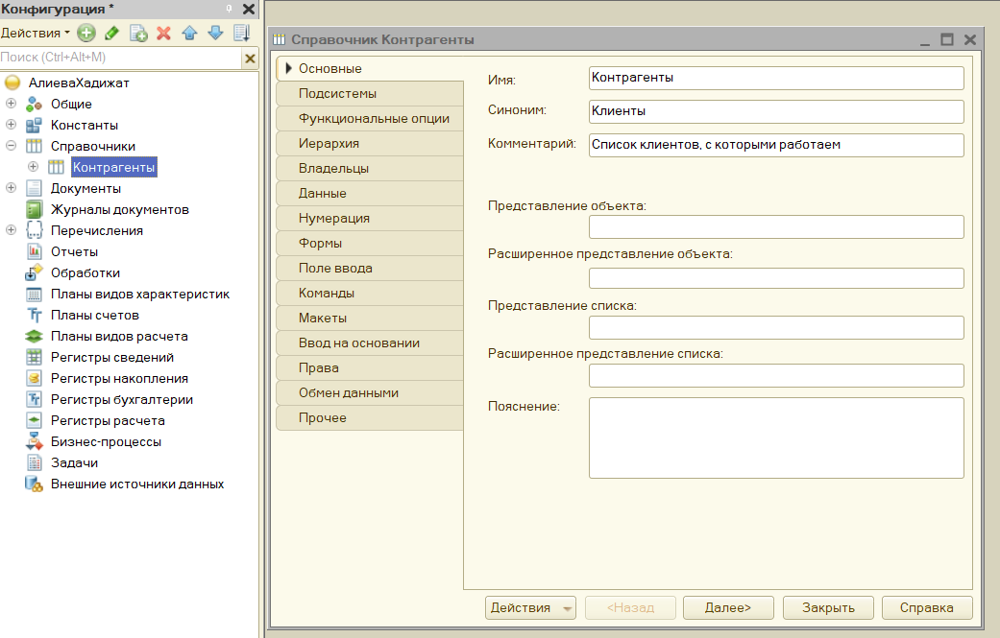 Конфигурация *
Действия
Поиск (Ctrl+Alt+M)
АлиеваХадижат
Общие
Константы
Справочники
Контрагенты
Документы
Журналы документов
Перечисления
Отчеты
Обработки
Планы видов характеристик
Планы счетов
Планы видов расчета
Регистры сведений
Регистры накопления
Регистры бухгалтерии
Регистры расчета
Бизнес-процессы
Задачи
Внешние источники данных
Справочник Контрагенты
Основные
Подсистемы
Функциональные опции
Иерархия
Владельцы
Данные
Нумерация
Формы
Поле ввода
Команды
Макеты
Ввод на основании
Права
Обмен данными
Прочее
Имя: Контрагенты
Синоним: Клиенты
Комментарий: Список клиентов, с которыми работаем
Представление объекта:
Расширенное представление объекта:
Представление списка:
Расширенное представление списка:
Пояснение:
Действия <Назад Далее> Закрыть Справка